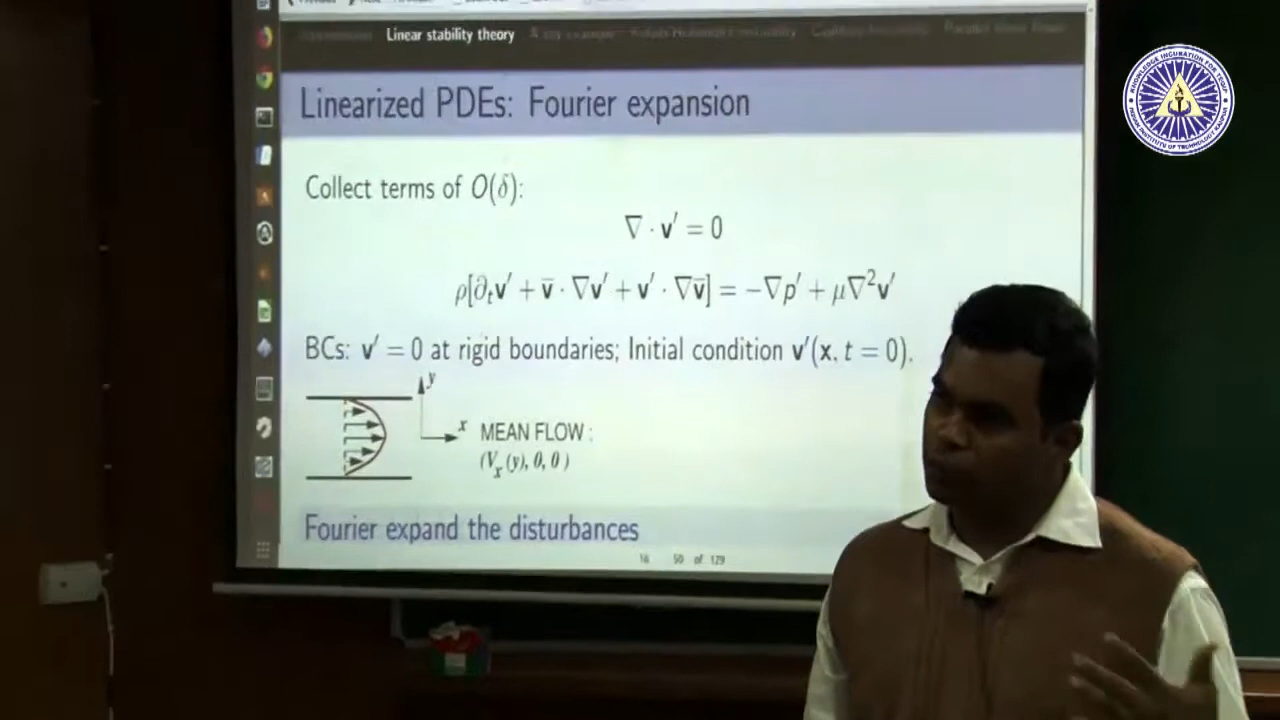 Linear stability theory
Linearized PDEs: Fourier expansion
Collect terms of O(δ):
∇ · v′ = 0
ρ[∂ₜv′ + v̄ · ∇v′ + v′ · ∇v̄] = −∇p′ + μ∇²v′
BCs: v′ = 0 at rigid boundaries; Initial condition v′(x, t = 0).
y
x
MEAN FLOW :
(Vₓ(y), 0, 0 )
Fourier expand the disturbances
16 50 of 129